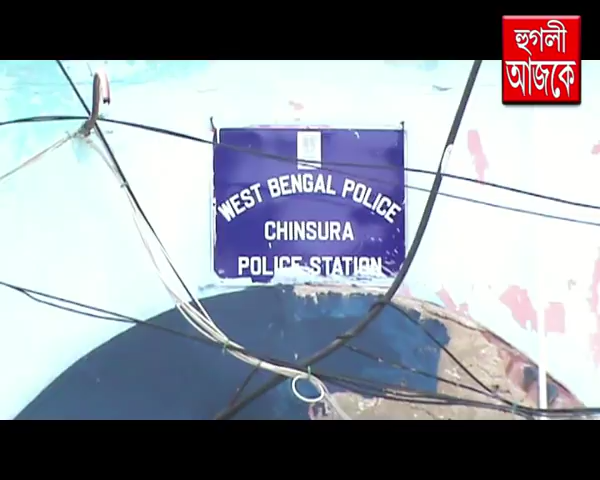 হুগলী
আজকে
WEST BENGAL POLICE
CHINSURA
POLICE STATION